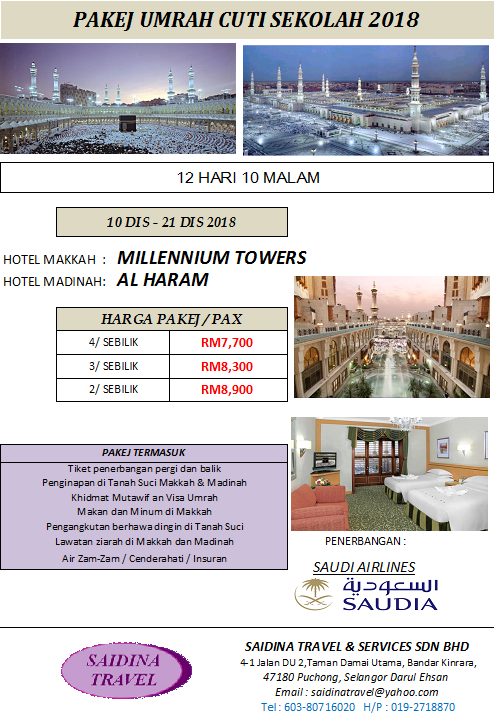 PAKEJ UMRAH CUTI SEKOLAH 2018
12 HARI 10 MALAM
10 DIS - 21 DIS 2018
HOTEL MAKKAH : MILLENNIUM TOWERS
HOTEL MADINAH: AL HARAM
HARGA PAKEJ / PAX
4/ SEBILIK RM7,700
3/ SEBILIK RM8,300
2/ SEBILIK RM8,900
PAKEJ TERMASUK
Tiket penerbangan pergi dan balik
Penginapan di Tanah Suci Makkah & Madinah
Khidmat Mutawif an Visa Umrah
Makan dan Minum di Makkah
Pengangkutan berhawa dingin di Tanah Suci
Lawatan ziarah di Makkah dan Madinah
Air Zam-Zam / Cenderahati / Insuran
PENERBANGAN :
SAUDI AIRLINES
السعودية
SAUDIA
SAIDINA
TRAVEL
SAIDINA TRAVEL & SERVICES SDN BHD
4-1 Jalan DU 2,Taman Damai Utama, Bandar Kinrara,
47180 Puchong, Selangor Darul Ehsan
Email : saidinatravel@yahoo.com
Tel : 603-80716020 H/P : 019-2718870